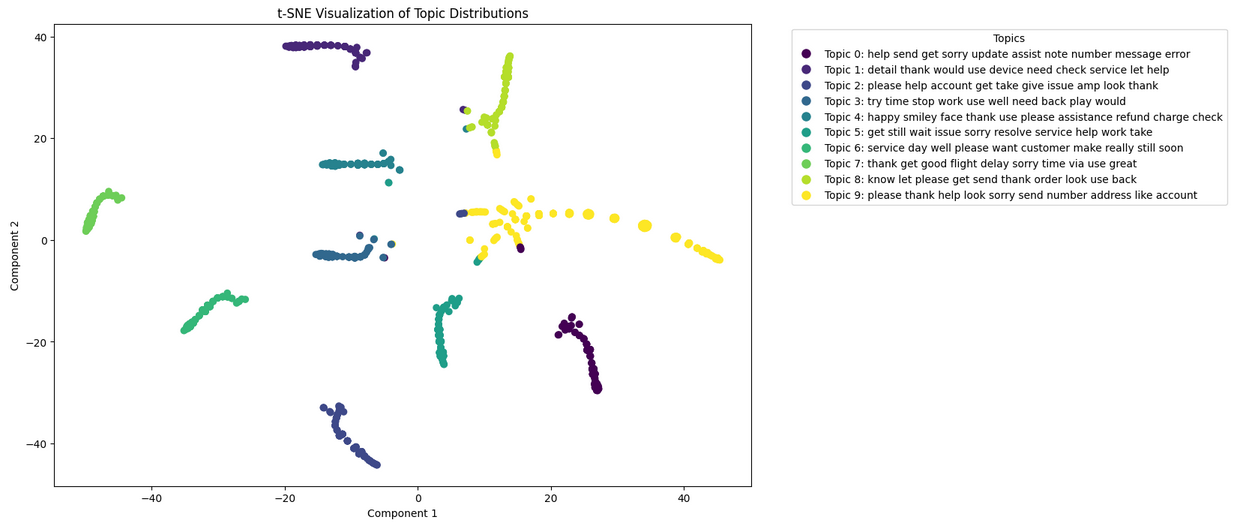 t-SNE Visualization of Topic Distributions
Component 2
40
20
0
−20
−40
−40
−20
0
20
40
Component 1
Topics
Topic 0: help send get sorry update assist note number message error
Topic 1: detail thank would use device need check service let help
Topic 2: please help account get take give issue amp look thank
Topic 3: try time stop work use well need back play would
Topic 4: happy smiley face thank use please assistance refund charge check
Topic 5: get still wait issue sorry resolve service help work take
Topic 6: service day well please want customer make really still soon
Topic 7: thank get good flight delay sorry time via use great
Topic 8: know let please get send thank order look use back
Topic 9: please thank help look sorry send number address like account